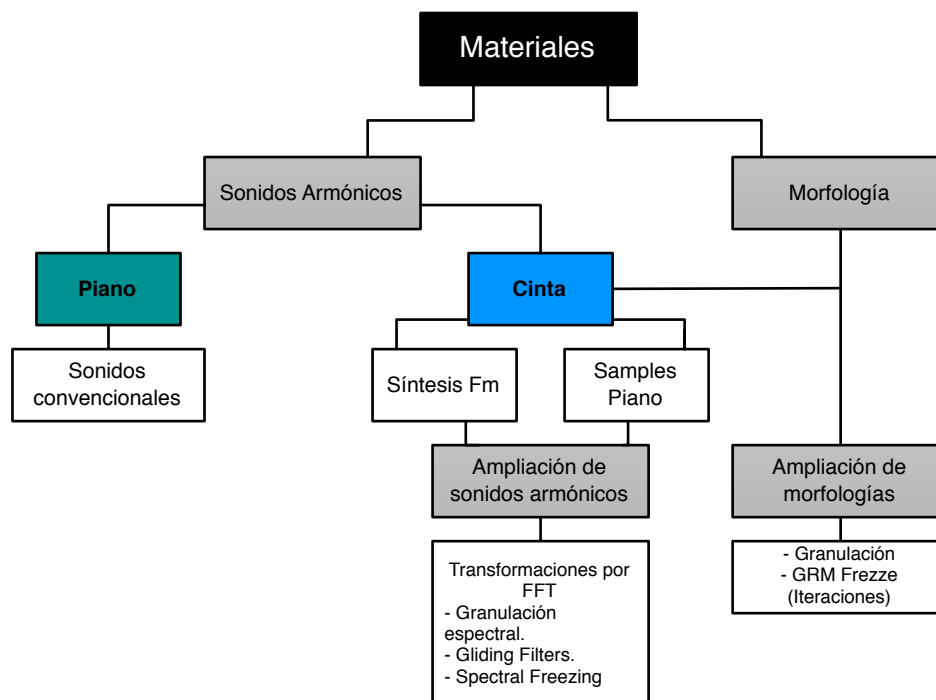 Materiales
Sonidos Armónicos
Morfología
Piano
Cinta
Sonidos
convencionales
Síntesis Fm
Samples
Piano
Ampliación de
sonidos armónicos
Ampliación de
morfologías
Transformaciones por
FFT
- Granulación
espectral.
- Gliding Filters.
- Spectral Freezing
- Granulación
- GRM Frezze
(Iteraciones)